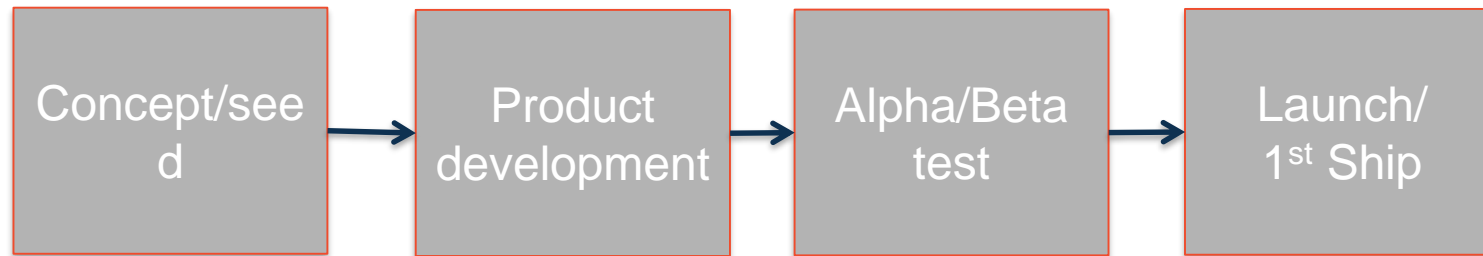 Concept/see
d
Product
development
Alpha/Beta
test
Launch/
1st Ship